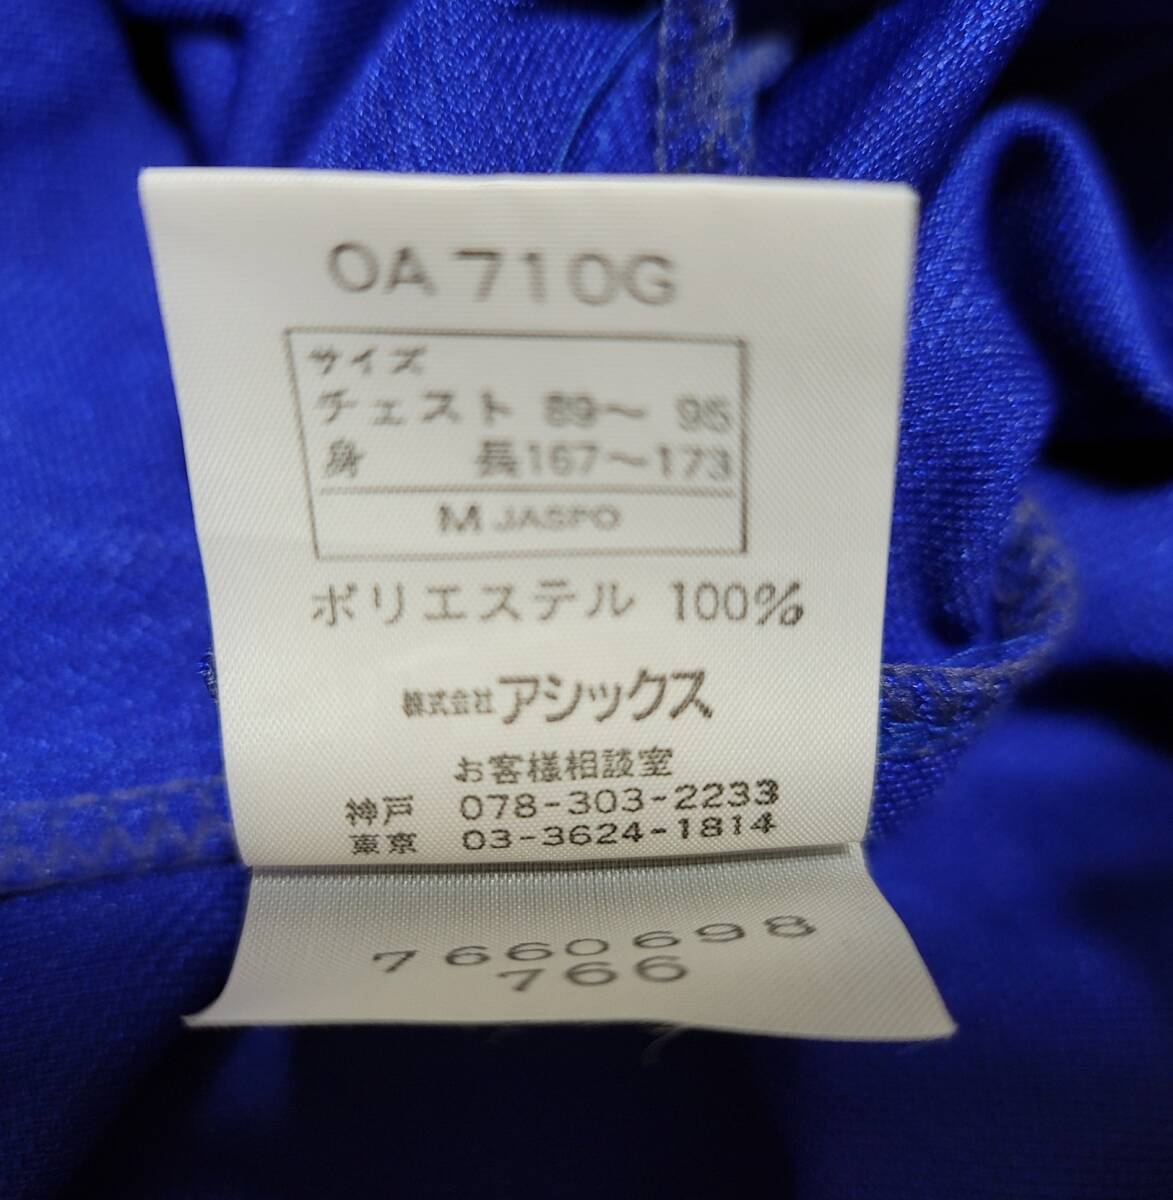 OA 710G
サイズ
チェスト 89～ 95
身 長167～173
M JASPO
ポリエステル 100%
株式会社アシックス
お客様相談室
神戸 078-303-2233
東京 03-3624-1814
7660698
766